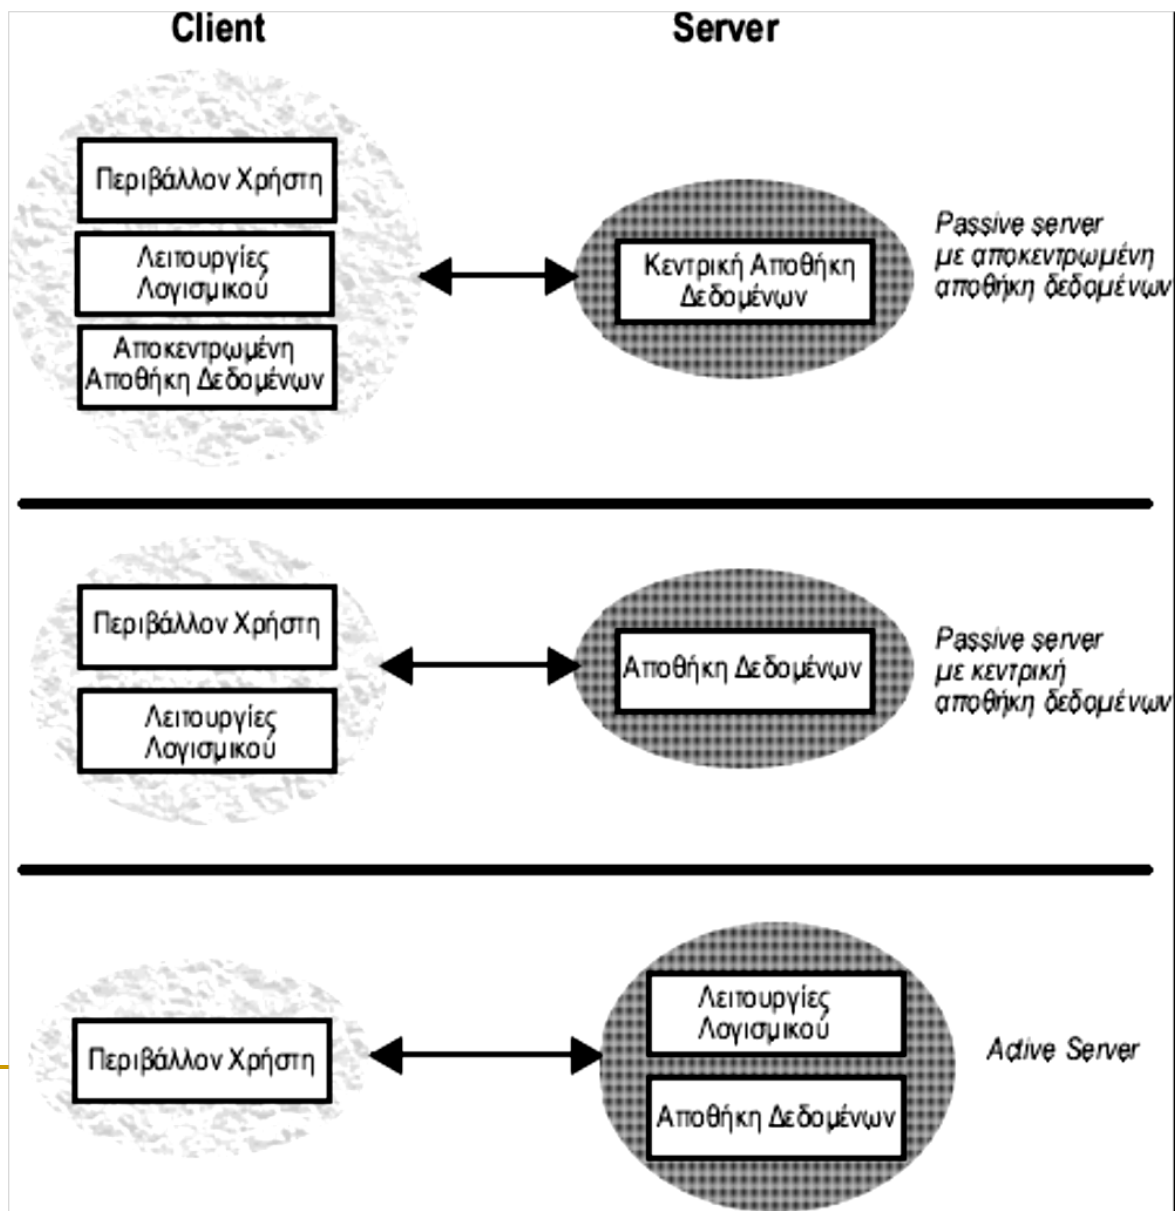 Client
Server
Περιβάλλον Χρήστη
Λειτουργίες
Λογισμικού
Αποκεντρωμένη
Αποθήκη Δεδομένων
Κεντρική Αποθήκη
Δεδομένων
Passive server
με αποκεντρωμένη
αποθήκη δεδομένων
Περιβάλλον Χρήστη
Λειτουργίες
Λογισμικού
Αποθήκη Δεδομένων
Passive server
με κεντρική
αποθήκη δεδομένων
Περιβάλλον Χρήστη
Λειτουργίες
Λογισμικού
Αποθήκη Δεδομένων
Active Server